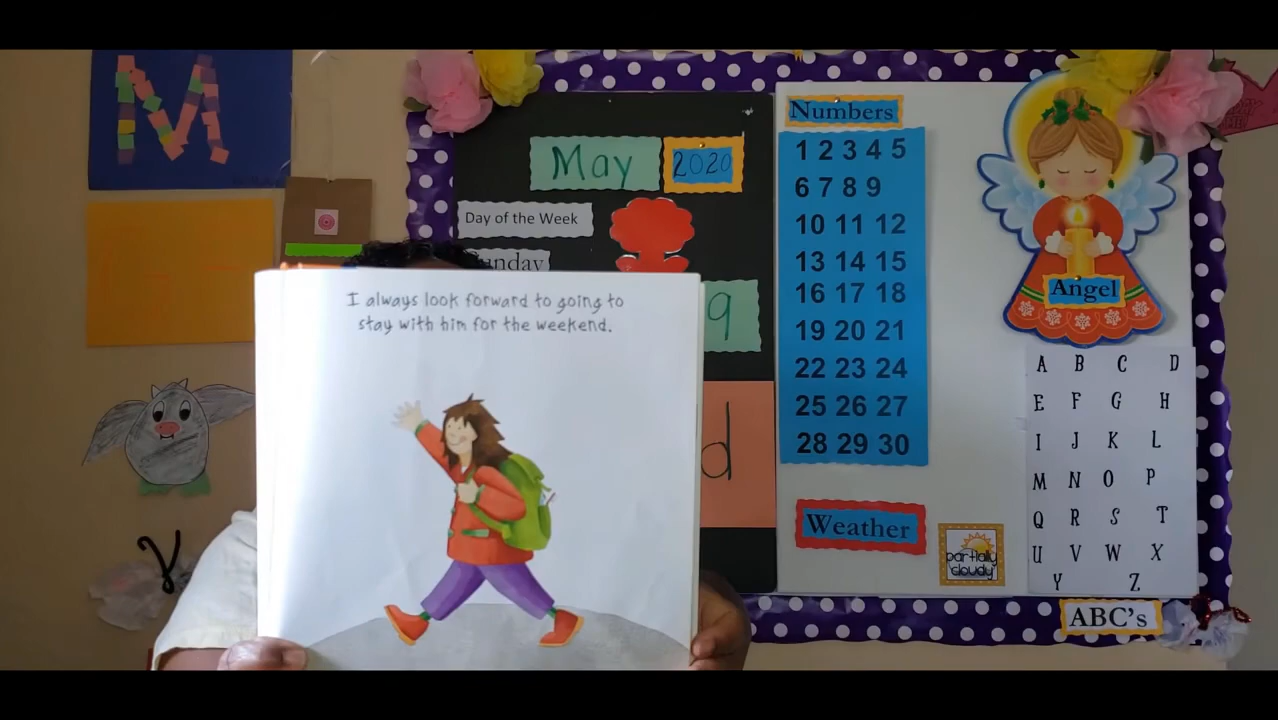 May 2020
Day of the Week
Sunday
9
d
I always look forward to going to
stay with him for the weekend.
Numbers
1 2 3 4 5
6 7 8 9
10 11 12
13 14 15
16 17 18
19 20 21
22 23 24
25 26 27
28 29 30
Weather
partially
cloudy
Angel
A B C D
E F G H
I J K L
M N O P
Q R S T
U V W X
Y Z
ABC's
M